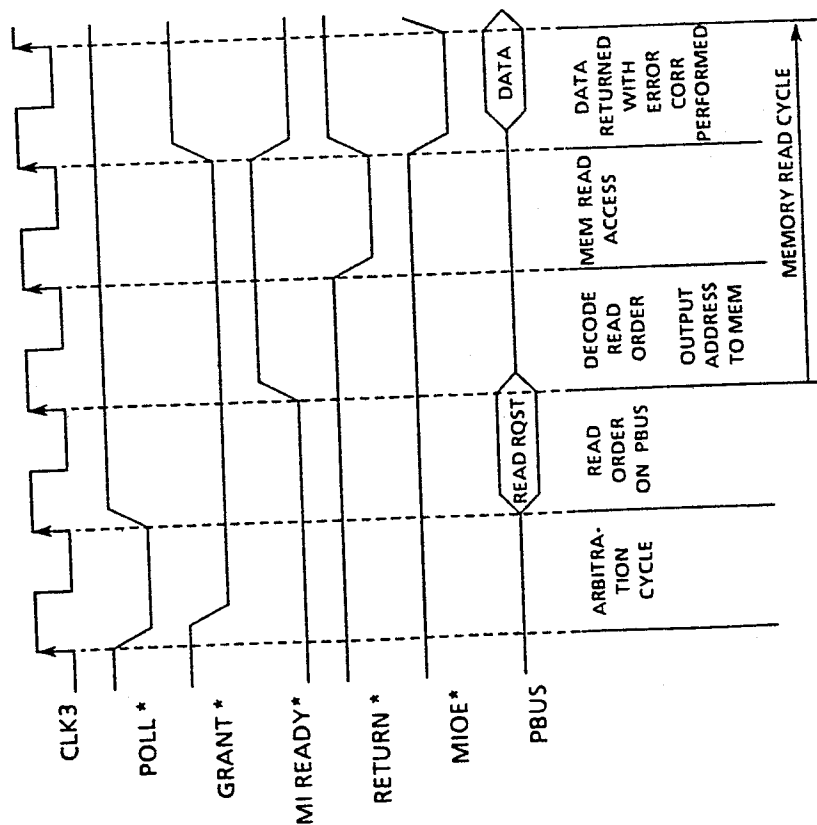 CLK3
POLL*
GRANT*
MI READY*
RETURN*
MIOE*
PBUS
READ RQST
DATA
ARBITRA-
TION
CYCLE
READ
ORDER
ON PBUS
DECODE
READ
ORDER
OUTPUT
ADDRESS
TO MEM
MEM READ
ACCESS
DATA
RETURNED
WITH
ERROR
CORR
PERFORMED
MEMORY READ CYCLE